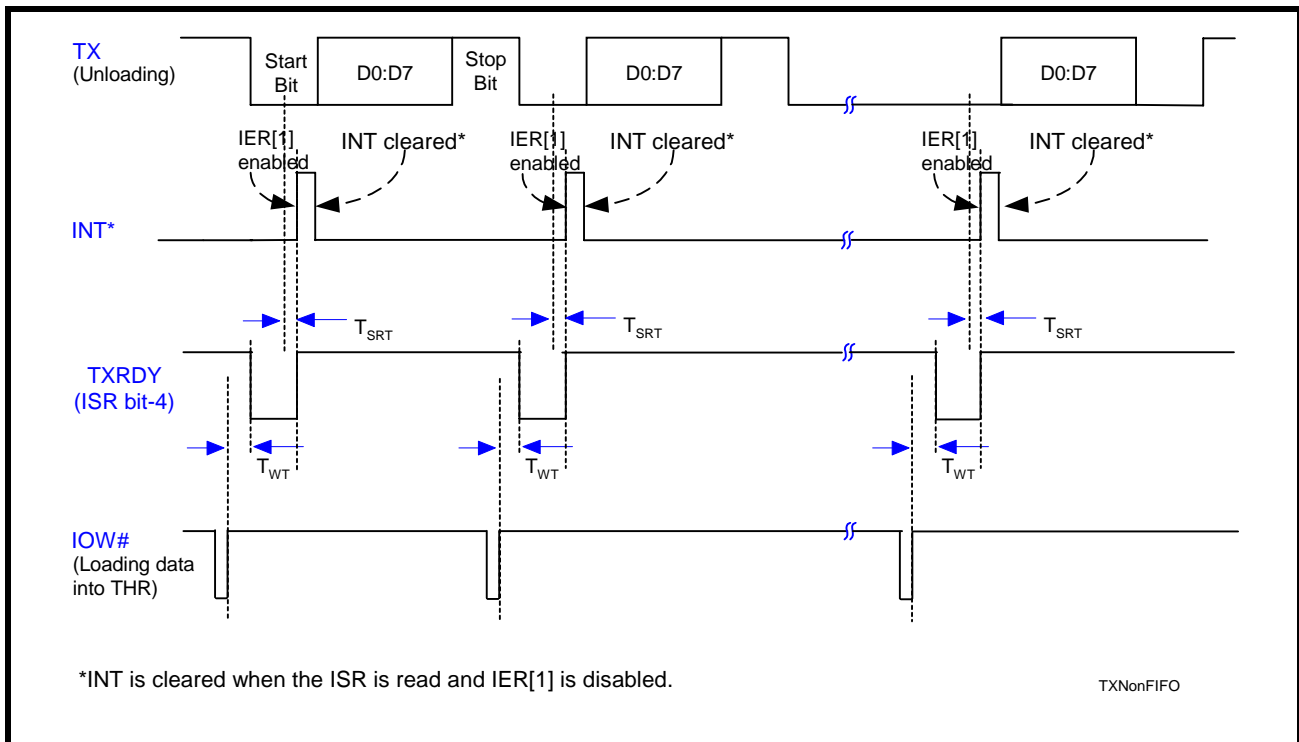 TX
(Unloading)
Start
Bit
D0:D7
Stop
Bit
D0:D7
D0:D7
IER[1]
enabled
INT cleared*
IER[1]
enabled
INT cleared*
IER[1]
enabled
INT cleared*
INT*
TSRT
TSRT
TSRT
TXRDY
(ISR bit-4)
TWT
TWT
TWT
IOW#
(Loading data
into THR)
*INT is cleared when the ISR is read and IER[1] is disabled.
TXNonFIFO